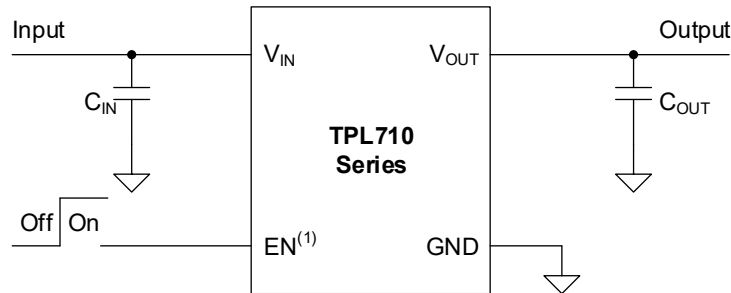 Input
Output
V_IN
V_OUT
C_IN
C_OUT
TPL710
Series
Off
On
EN(1)
GND